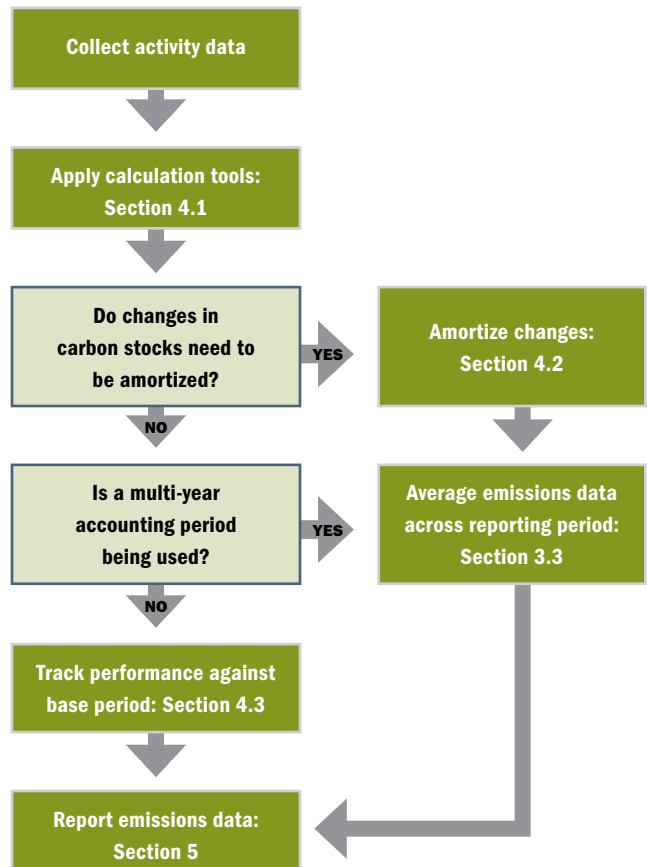 Collect activity data
Apply calculation tools:
Section 4.1
Do changes in
carbon stocks need to
be amortized?
YES
Amortize changes:
Section 4.2
NO
Is a multi-year
accounting period
being used?
YES
Average emissions data
across reporting period:
Section 3.3
NO
Track performance against
base period: Section 4.3
Report emissions data:
Section 5